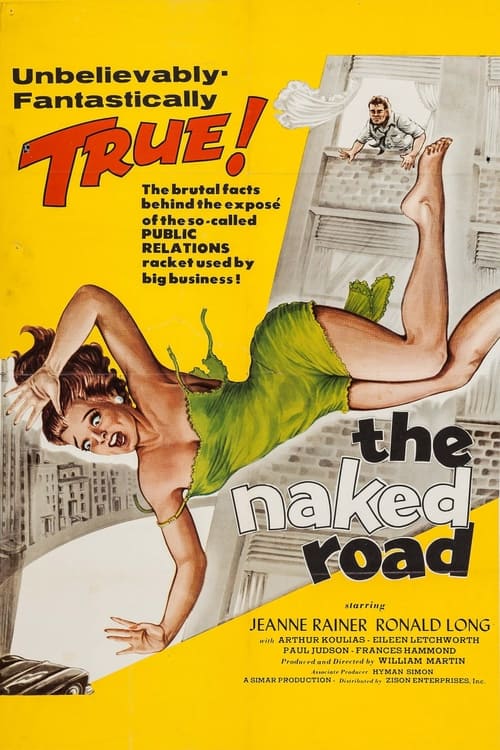 Unbelievably-
Fantastically
TRUE!
The brutal facts
behind the exposé
of the so-called
PUBLIC
RELATIONS
racket used by
big business!
the
naked
road
starring
JEANNE RAINER RONALD LONG
with ARTHUR KOULIAS - EILEEN LETCHWORTH
PAUL JUDSON - FRANCES HAMMOND
Produced and Directed by WILLIAM MARTIN
Associate Producer HYMAN SIMON
A SIMAR PRODUCTION - Distributed by ZISON ENTERPRISES, Inc.